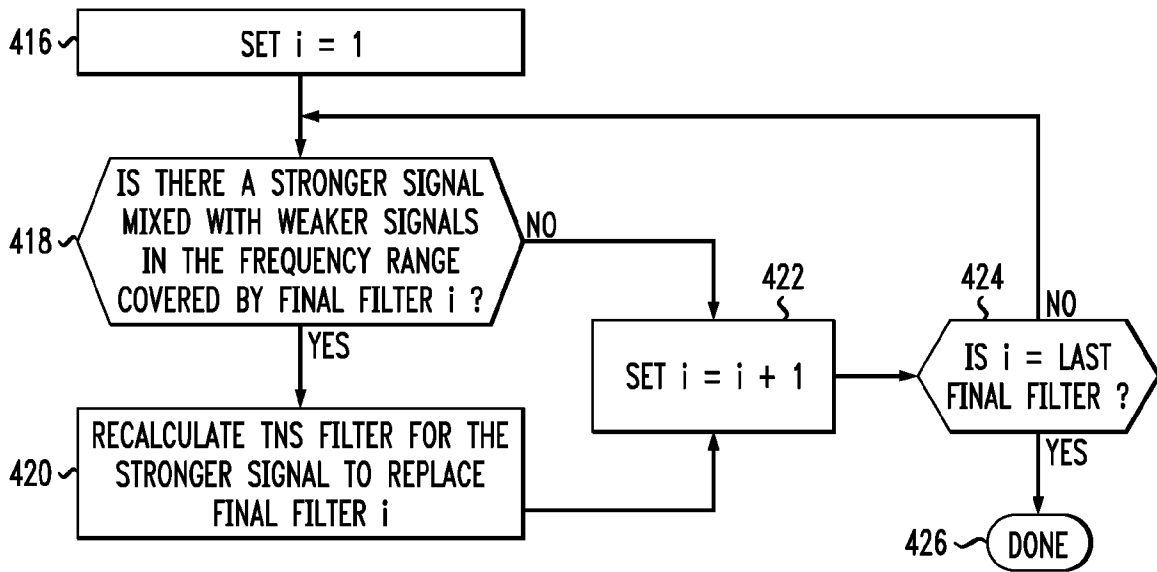 416
SET i = 1
418
IS THERE A STRONGER SIGNAL
MIXED WITH WEAKER SIGNALS
IN THE FREQUENCY RANGE
COVERED BY FINAL FILTER i ?
NO
YES
420
RECALCULATE TNS FILTER FOR THE
STRONGER SIGNAL TO REPLACE
FINAL FILTER i
422
SET i = i + 1
424
IS i = LAST
FINAL FILTER ?
NO
YES
426
DONE